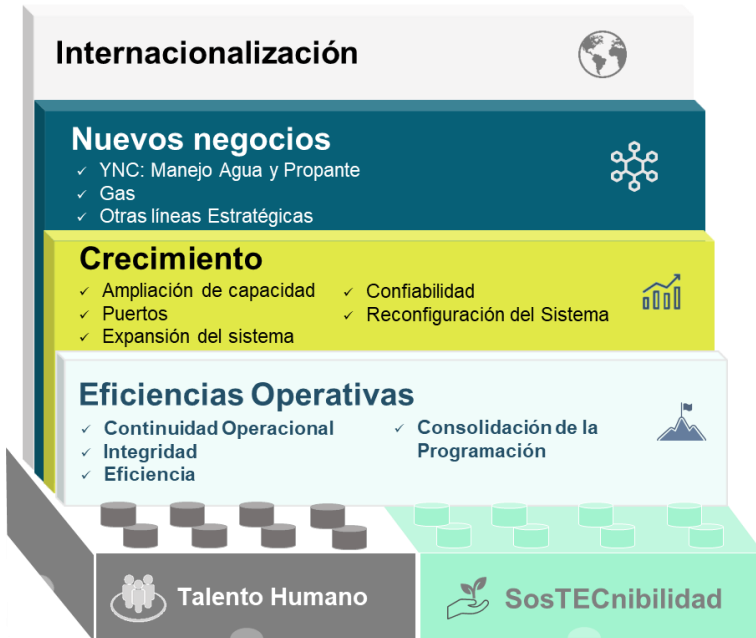 Internacionalización
Nuevos negocios
✓ YNC: Manejo Agua y Propante
✓ Gas
✓ Otras líneas Estratégicas
Crecimiento
✓ Ampliación de capacidad
✓ Puertos
✓ Expansión del sistema
✓ Confiabilidad
✓ Reconfiguración del Sistema
Eficiencias Operativas
✓ Continuidad Operacional
✓ Integridad
✓ Eficiencia
✓ Consolidación de la
Programación
Talento Humano
SosTECnibilidad